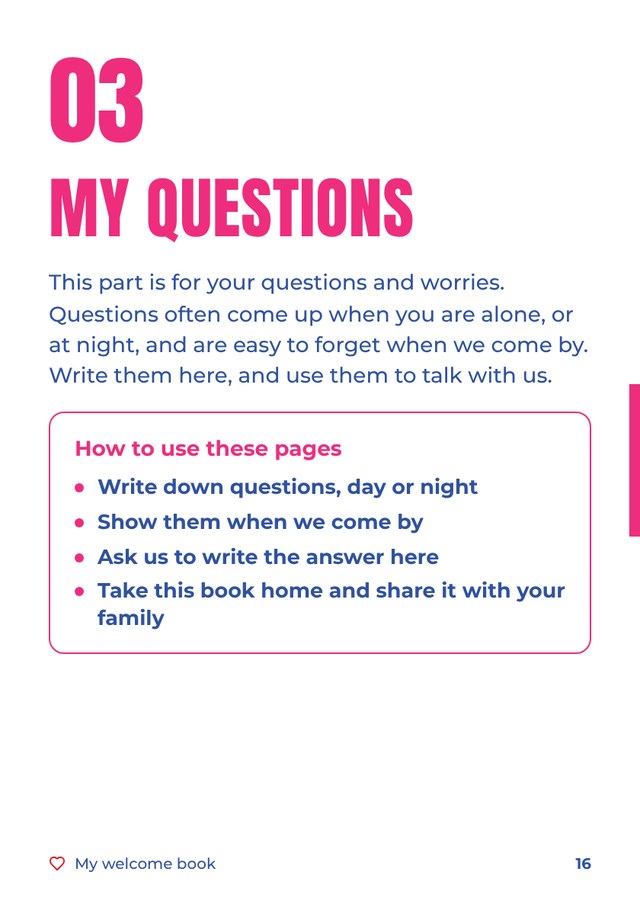 03
MY QUESTIONS
This part is for your questions and worries.
Questions often come up when you are alone, or
at night, and are easy to forget when we come by.
Write them here, and use them to talk with us.
How to use these pages
Write down questions, day or night
Show them when we come by
Ask us to write the answer here
Take this book home and share it with your
family
My welcome book
16